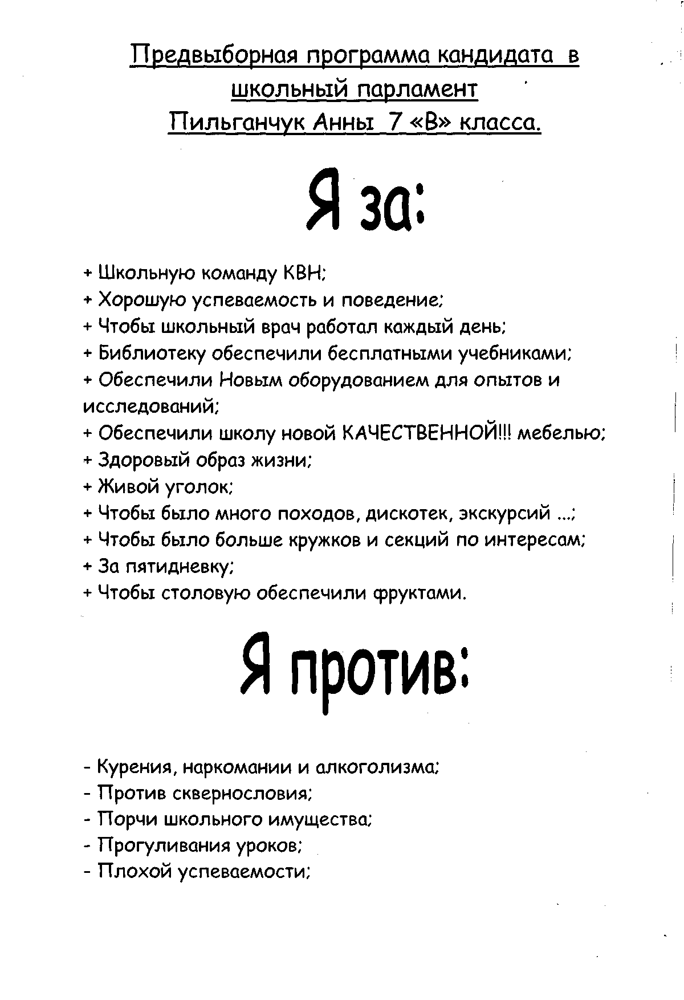 Предвыборная программа кандидата в
школьный парламент
Пильганчук Анны 7 «В» класса.
Я за:
+ Школьную команду КВН;
+ Хорошую успеваемость и поведение;
+ Чтобы школьный врач работал каждый день;
+ Библиотеку обеспечили бесплатными учебниками;
+ Обеспечили Новым оборудованием для опытов и
исследований;
+ Обеспечили школу новой КАЧЕСТВЕННОЙ!!! мебелью;
+ Здоровый образ жизни;
+ Живой уголок;
+ Чтобы было много походов, дискотек, экскурсий ...;
+ Чтобы было больше кружков и секций по интересам;
+ За пятидневку;
+ Чтобы столовую обеспечили фруктами.
Я против:
- Курения, наркомании и алкоголизма;
- Против сквернословия;
- Порчи школьного имущества;
- Прогуливания уроков;
- Плохой успеваемости;